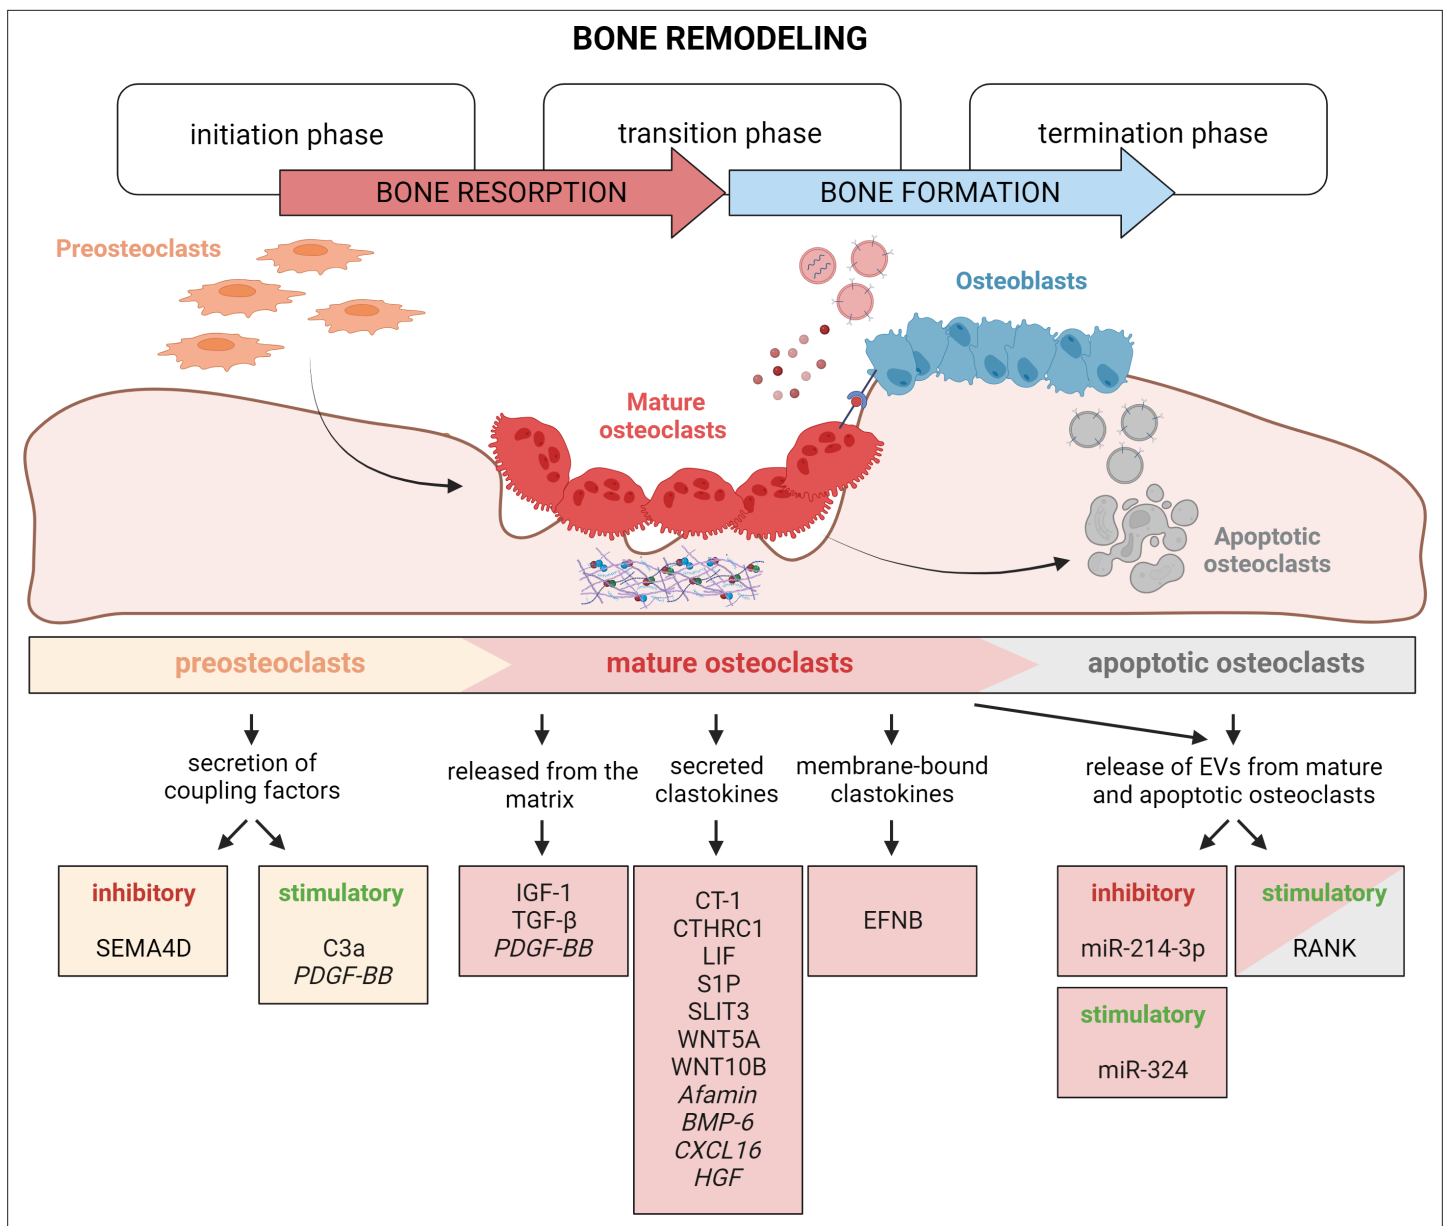 BONE REMODELING
initiation phase
transition phase
termination phase
BONE RESORPTION
BONE FORMATION
Preosteoclasts
Osteoblasts
Mature
osteoclasts
Apoptotic
osteoclasts
preosteoclasts
mature osteoclasts
apoptotic osteoclasts
secretion of
coupling factors
released from the
matrix
secreted
clastokines
membrane-bound
clastokines
release of EVs from mature
and apoptotic osteoclasts
inhibitory
SEMA4D
stimulatory
C3a
PDGF-BB
IGF-1
TGF-β
PDGF-BB
CT-1
CTHRC1
LIF
S1P
SLIT3
WNT5A
WNT10B
Afamin
BMP-6
CXCL16
HGF
EFNB
inhibitory
miR-214-3p
stimulatory
RANK
stimulatory
miR-324